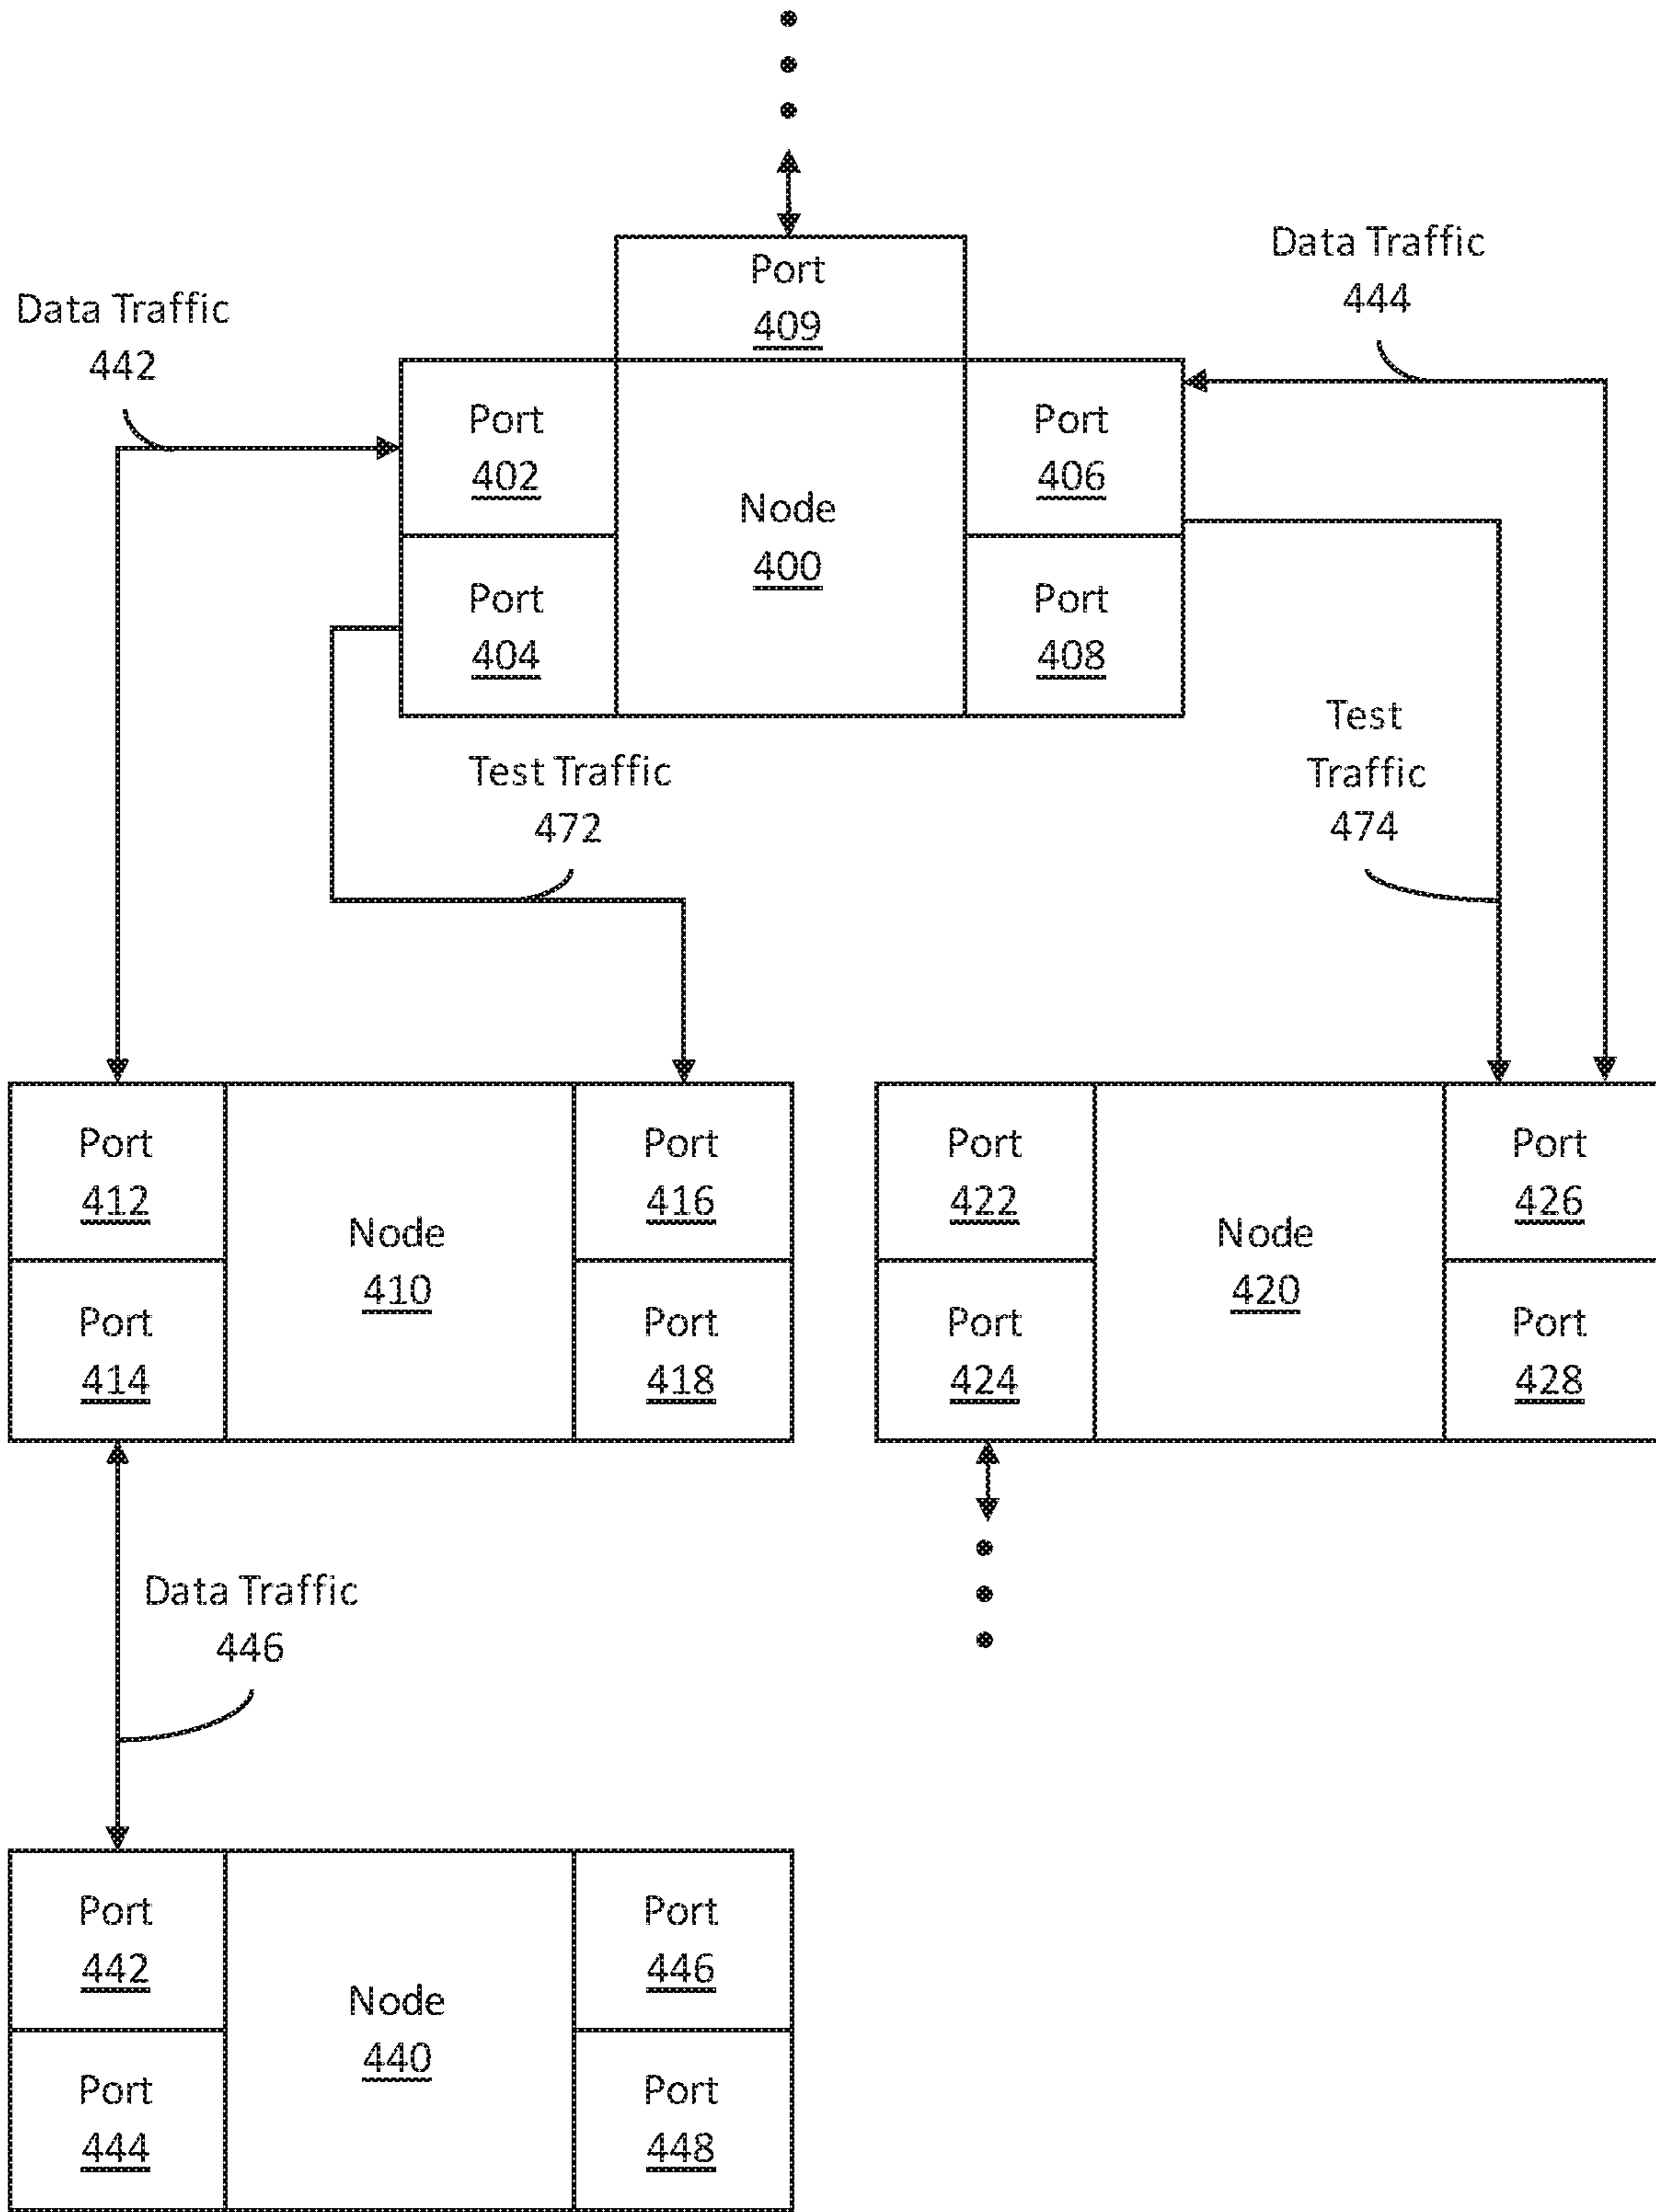 Port
409
Data Traffic
444
Data Traffic
442
Port
402
Port
406
Node
400
Port
404
Port
408
Test Traffic
472
Test
Traffic
474
Port
412
Port
416
Node
410
Port
414
Port
418
Port
422
Port
426
Node
420
Port
424
Port
428
Data Traffic
446
Port
442
Port
446
Node
440
Port
444
Port
448